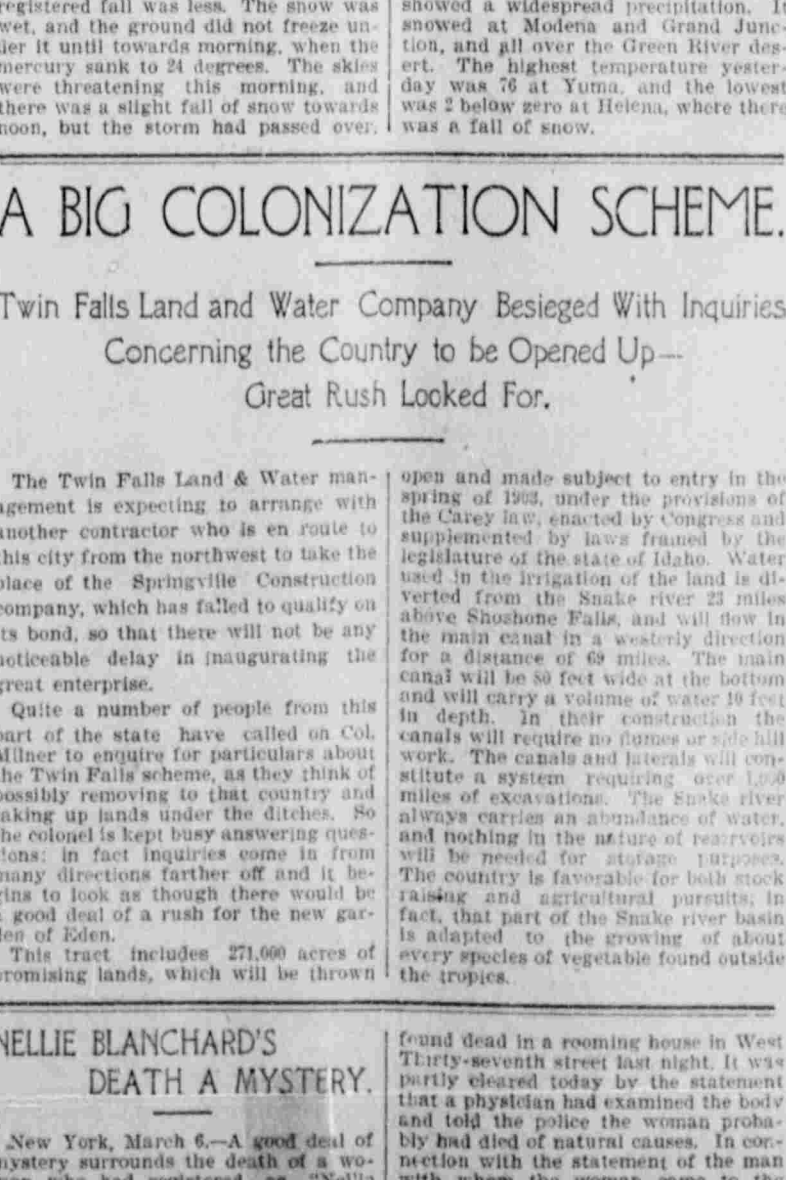 registered fall was less. The snow was
wet, and the ground did not freeze un-
der it until towards morning, when the
mercury sank to 24 degrees. The skies
were threatening this morning, and
there was a slight fall of snow towards
noon, but the storm had passed over.
showed a widespread precipitation. It
snowed at Modena and Grand Junc-
tion, and all over the Green River des-
ert. The highest temperature yester-
day was 76 at Yuma, and the lowest
was 2 below zero at Helena, where there
was a fall of snow.
A BIG COLONIZATION SCHEME.
Twin Falls Land and Water Company Besieged With Inquiries
Concerning the Country to be Opened Up—
Great Rush Looked For.
The Twin Falls Land & Water man-
agement is expecting to arrange with
another contractor who is en route to
this city from the northwest to take the
place of the Springville Construction
company, which has failed to qualify on
its bond, so that there will not be any
noticeable delay in inaugurating the
great enterprise.
Quite a number of people from this
part of the state have called on Col.
Milner to enquire for particulars about
the Twin Falls scheme, as they think of
possibly removing to that country and
taking up lands under the ditches. So
the colonel is kept busy answering ques-
tions; in fact inquiries come in from
many directions farther off and it be-
gins to look as though there would be
a good deal of a rush for the new gar-
den of Eden.
This tract includes 271,000 acres of
promising lands, which will be thrown
open and made subject to entry in the
spring of 1903, under the provisions of
the Carey law, enacted by Congress and
supplemented by laws framed by the
legislature of the state of Idaho. Water
used in the irrigation of the land is di-
verted from the Snake river 23 miles
above Shoshone Falls, and will flow in
the main canal in a westerly direction
for a distance of 69 miles. The main
canal will be 80 feet wide at the bottom
and will carry a volume of water 10 feet
in depth. In their construction the
canals will require no flumes or side hill
work. The canals and laterals will con-
stitute a system requiring over 1,000
miles of excavations. The Snake river
always carries an abundance of water,
and nothing in the nature of reservoirs
will be needed for storage purposes.
The country is favorable for both stock
raising and agricultural pursuits, in
fact, that part of the Snake river basin
is adapted to the growing of about
every species of vegetable found outside
the tropics.
NELLIE BLANCHARD'S
DEATH A MYSTERY.
New York, March 6.—A good deal of
mystery surrounds the death of a wo-
found dead in a rooming house in West
Thirty-seventh street last night. It was
partly cleared today by the statement
that a physician had examined the body
and told the police the woman proba-
bly had died of natural causes. In con-
nection with the statement of the man